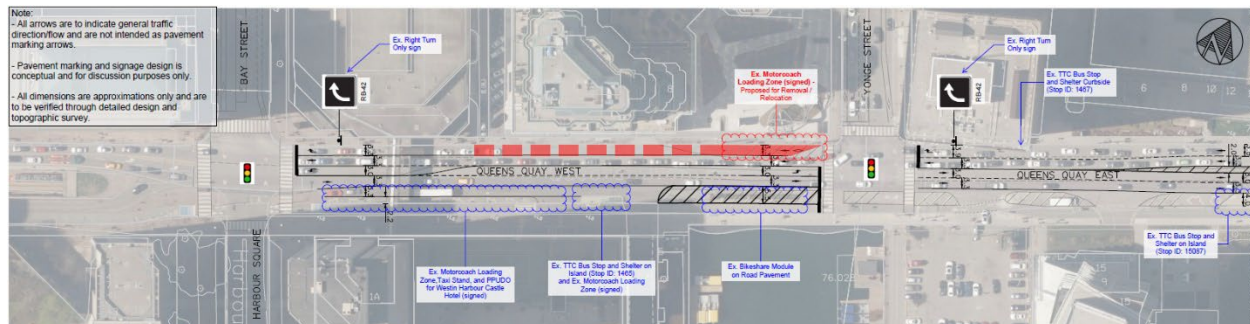 Note:
- All arrows are to indicate general traffic
direction/flow and are not intended as pavement
marking arrows.
- Pavement marking and signage design is
conceptual and for discussion purposes only.
- All dimensions are approximations only and are
to be verified through detailed design and
topographic survey.
BAY STREET
Ex. Right Turn
Only sign
RB-42
Ex. Motorcoach
Loading Zone (signed) -
Proposed for Removal /
Relocation
YONGE STREET
Ex. Right Turn
Only sign
RB-42
Ex. TTC Bus Stop
and Shelter Curbside
(Stop ID: 1467)
6
8
10
12
QUEENS QUAY WEST
QUEENS QUAY EAST
HARBOUR SQUARE
1A
Ex. Motorcoach Loading
Zone,Taxi Stand, and PPUDO
for Westin Harbour Castle
Hotel (signed)
Ex. TTC Bus Stop and Shelter on
Island (Stop ID: 1465)
and Ex. Motorcoach Loading
Zone (signed)
Ex. Bikeshare Module
on Road Pavement
Ex. TTC Bus Stop and
Shelter on Island
(Stop ID: 15087)